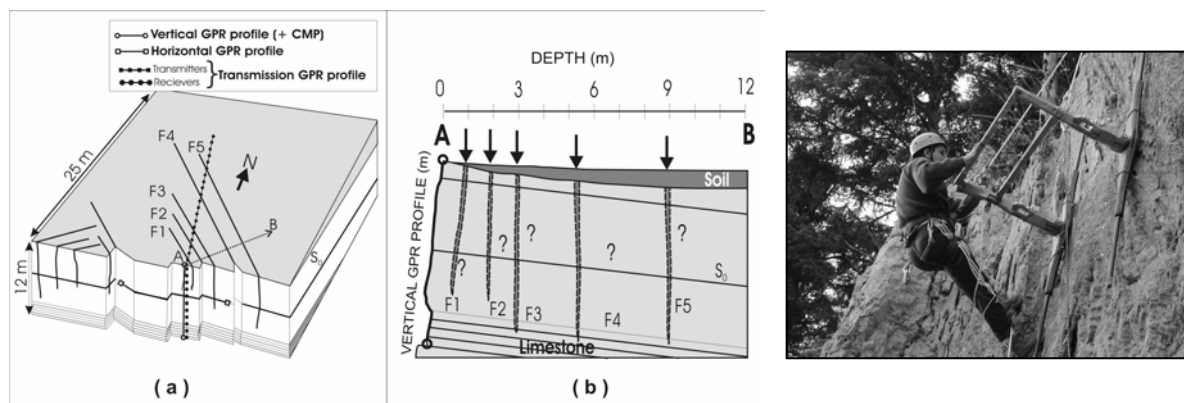 Vertical GPR profile (+ CMP)
Horizontal GPR profile
Transmitters
Recievers
Transmission GPR profile
25 m
12 m
F4
F5
N
F3
F2
F1
A
B
S0
( a )
DEPTH (m)
0 3 6 9 12
A B
VERTICAL GPR PROFILE (m)
Soil
? ? ? ?
?
S0
F1 F2 F3 F4 F5
Limestone
( b )